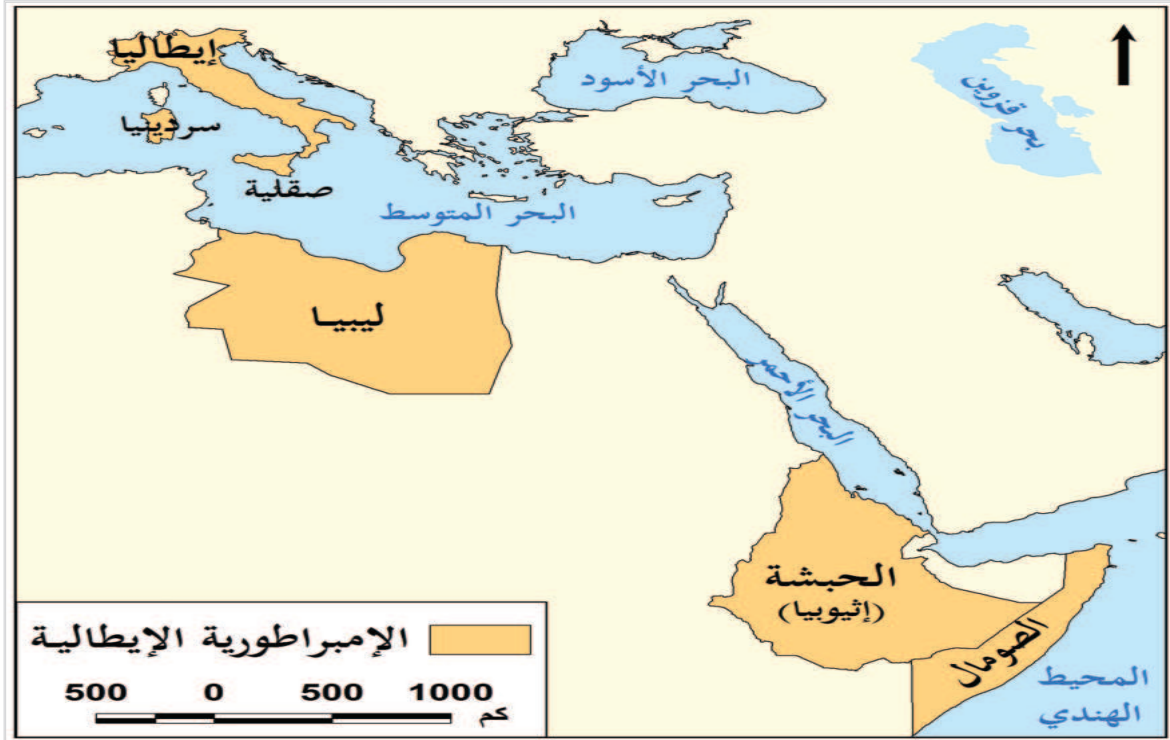 إيطاليا
البحر الأسود
بحر قزوين
سردينيا
صقلية
البحر المتوسط
ليبيا
البحر الأحمر
الحبشة
(إثيوبيا)
الصومال
المحيط
الهندي
الإمبراطورية الإيطالية
500 0 500 1000
كم